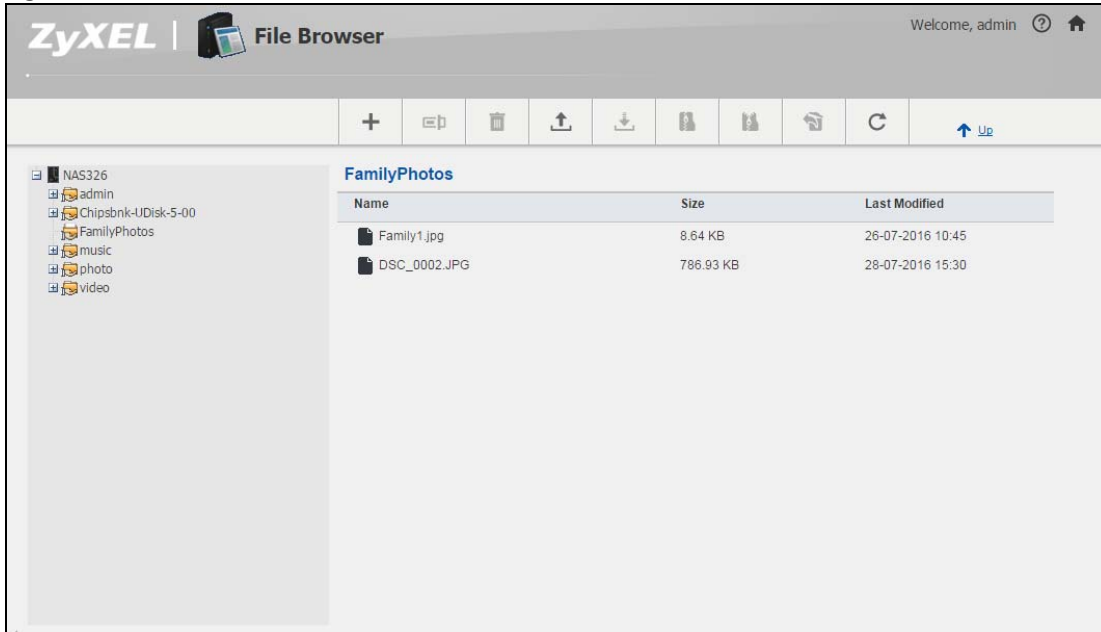 ZyXEL | File Browser
Welcome, admin
Up
NAS326
admin
Chipsbnk-UDisk-5-00
FamilyPhotos
music
photo
video
FamilyPhotos
Name Size Last Modified
Family1.jpg 8.64 KB 26-07-2016 10:45
DSC_0002.JPG 786.93 KB 28-07-2016 15:30